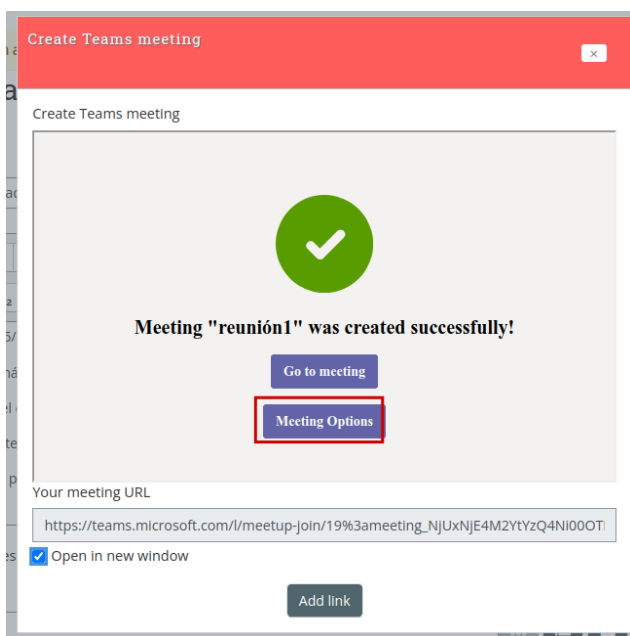 Create Teams meeting
×
Create Teams meeting
Meeting "reunión1" was created successfully!
Go to meeting
Meeting Options
Your meeting URL
https://teams.microsoft.com/l/meetup-join/19%3ameeting_NjUxNjE4M2YtYzQ4Ni00OTI
Open in new window
Add link